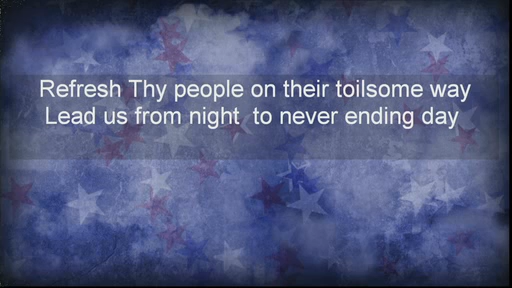 Refresh Thy people on their toilsome way
Lead us from night to never ending day